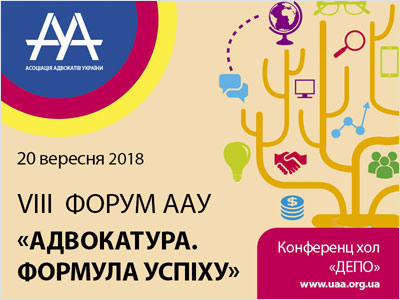 ААУ
АСОЦІАЦІЯ АДВОКАТІВ УКРАЇНИ
20 вересня 2018
VIII ФОРУМ ААУ
«АДВОКАТУРА.
ФОРМУЛА УСПІХУ»
Конференц хол
«ДЕПО»
www.uaa.org.ua